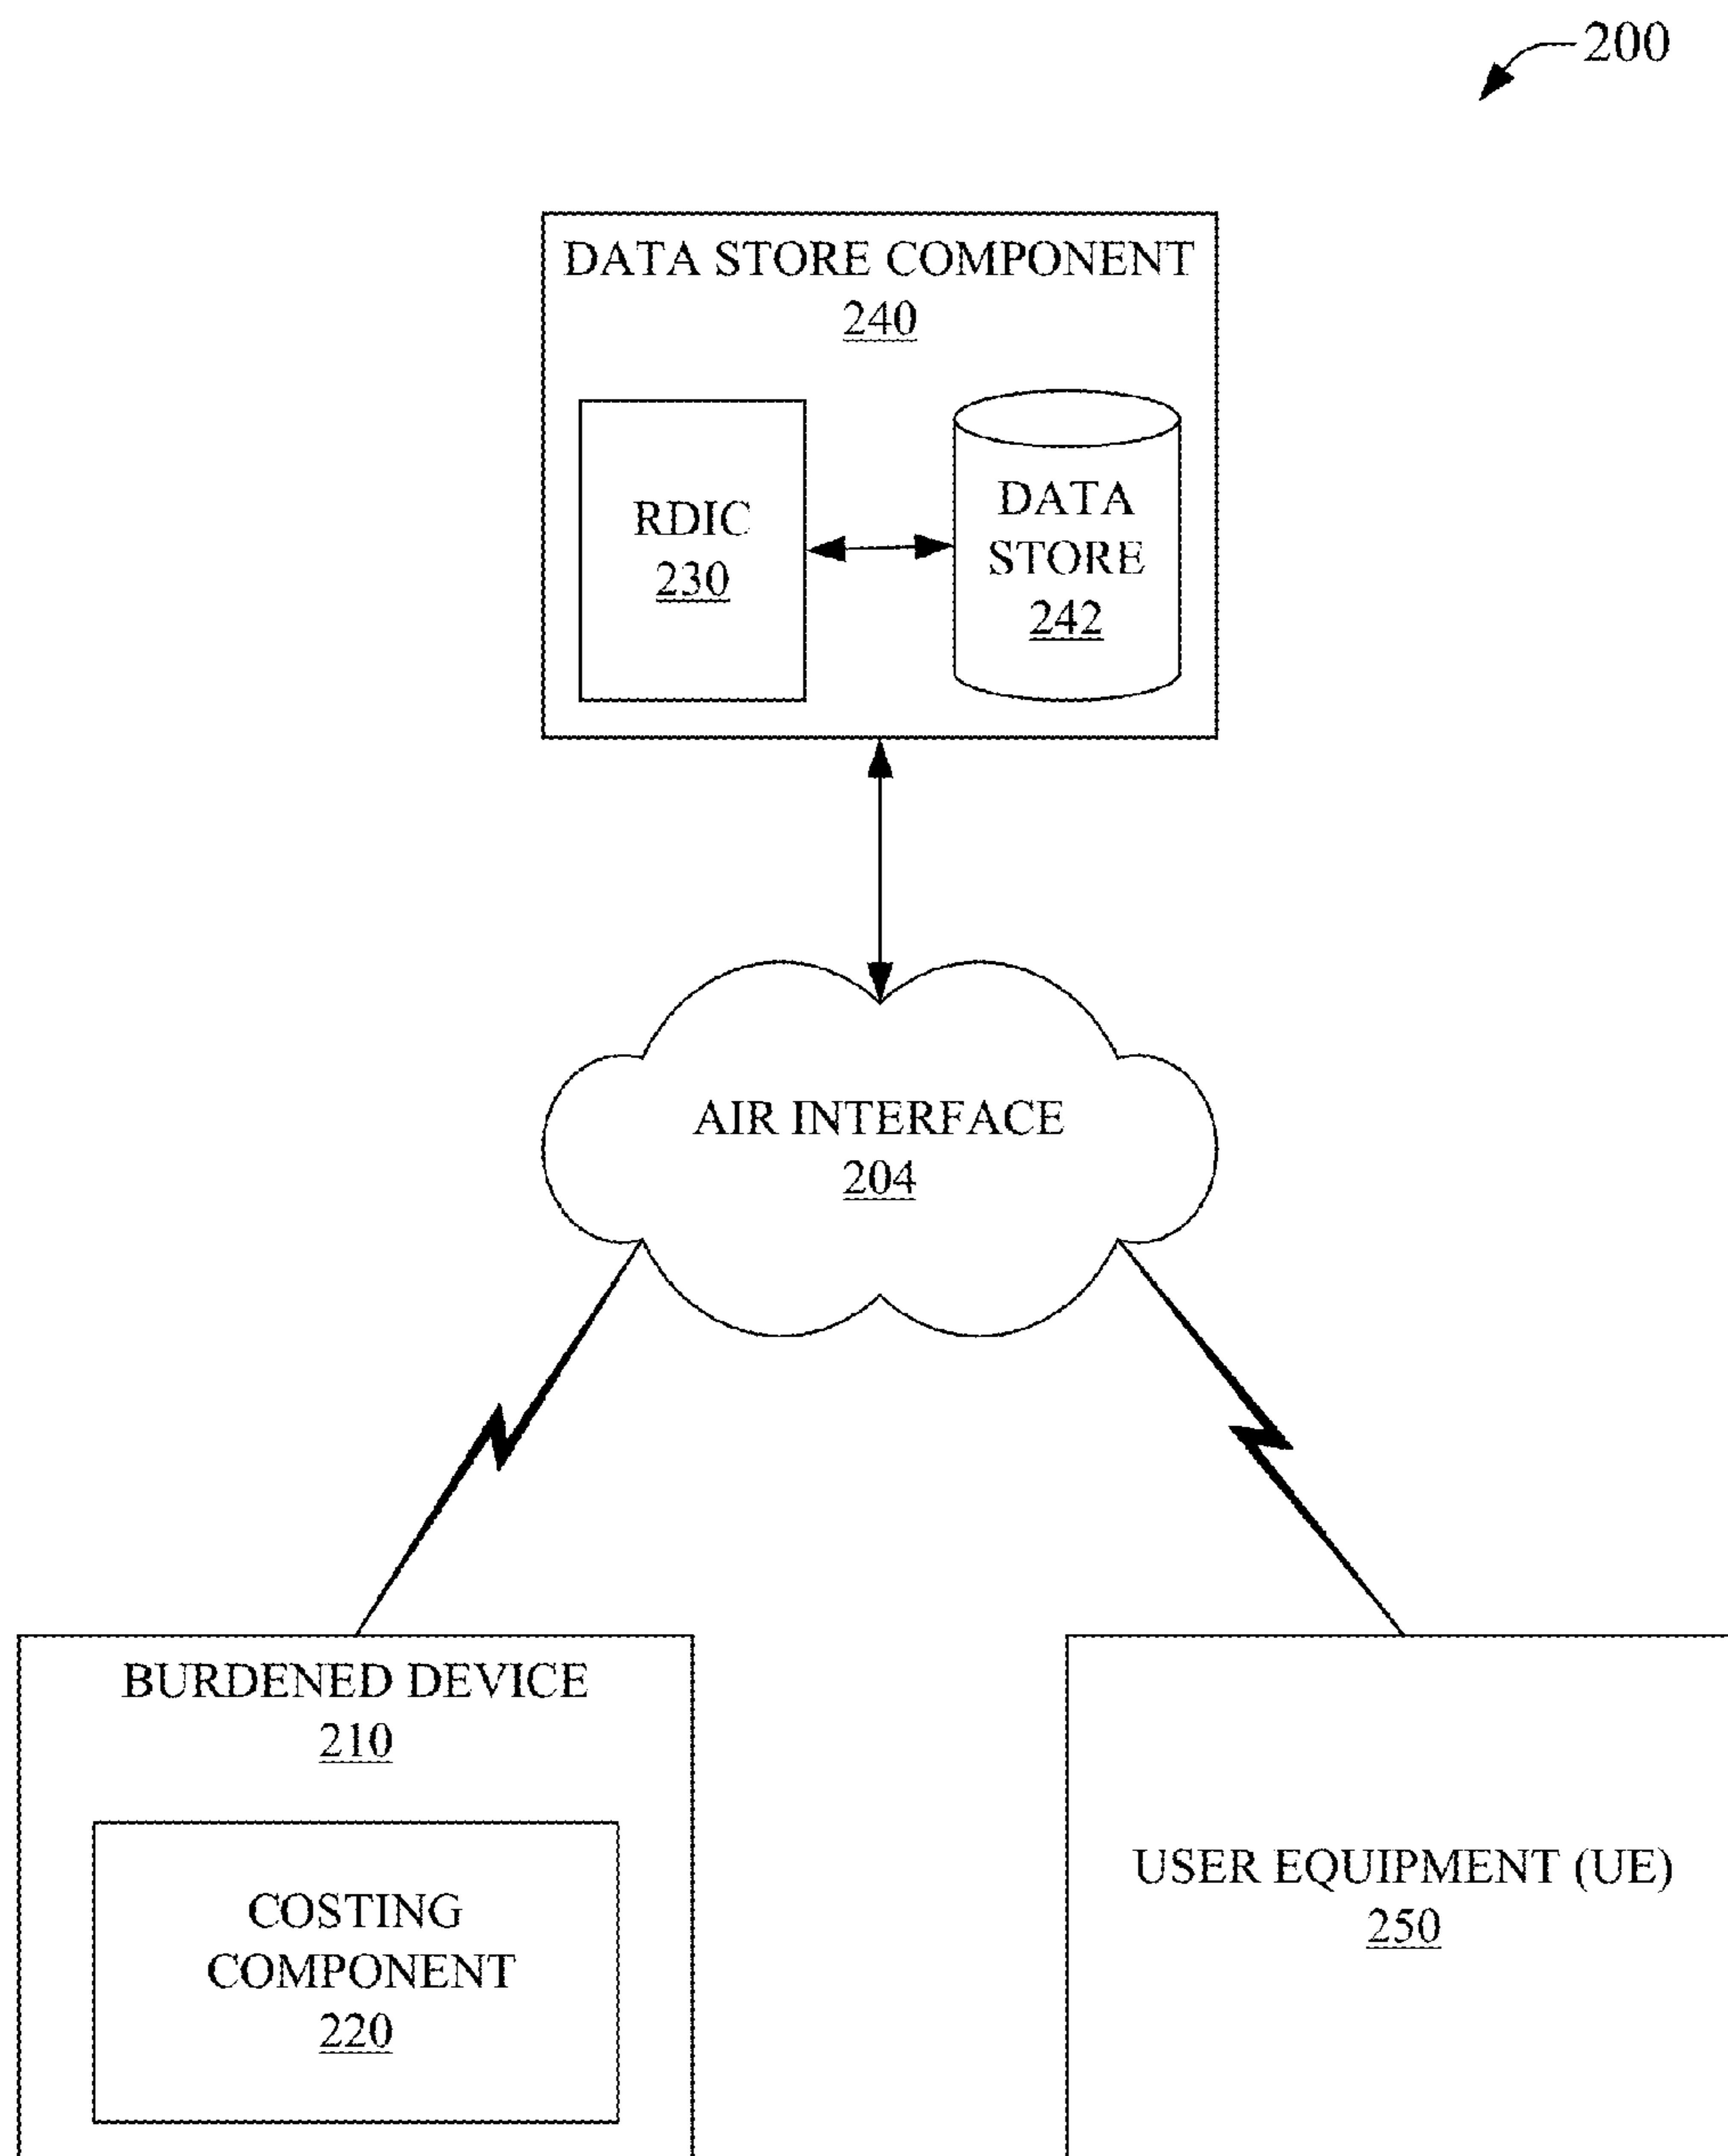 200
DATA STORE COMPONENT
240
RDIC
230
DATA
STORE
242
AIR INTERFACE
204
BURDENED DEVICE
210
COSTING
COMPONENT
220
USER EQUIPMENT (UE)
250